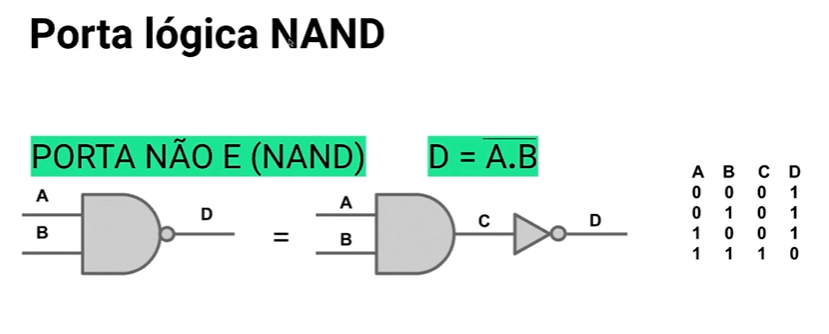 Porta lógica NAND
PORTA NÃO E (NAND)
D = A̅.̅B̅
A
B
D
=
A
B
C
D
A B C D
0 0 0 1
0 1 0 1
1 0 0 1
1 1 1 0